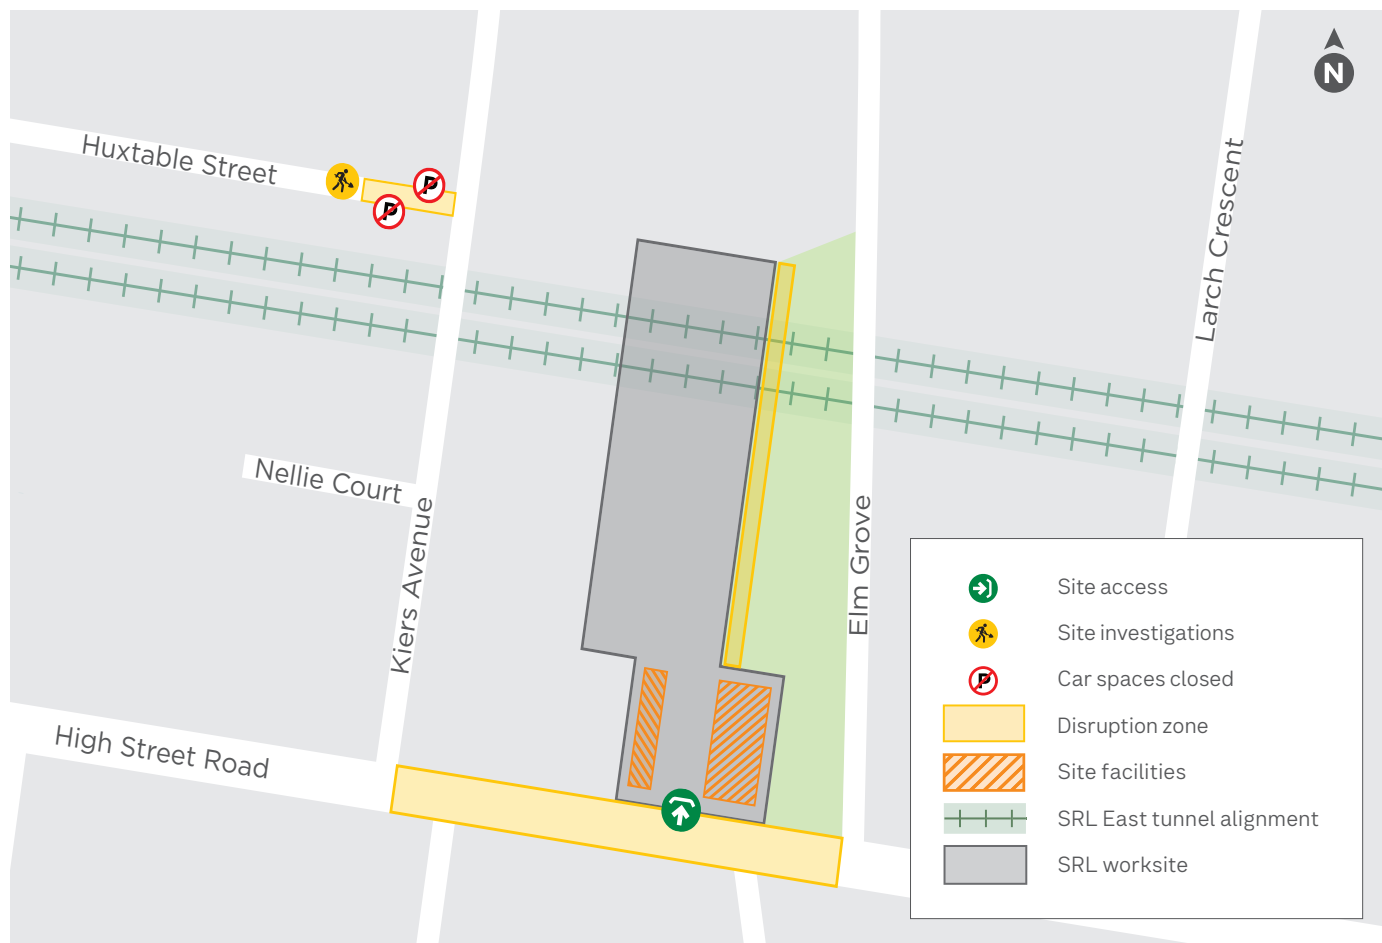 N
Huxtable Street
P
P
Larch Crescent
Nellie Court
Kiers Avenue
Elm Grove
High Street Road
Site access
Site investigations
P
Car spaces closed
Disruption zone
Site facilities
SRL East tunnel alignment
SRL worksite